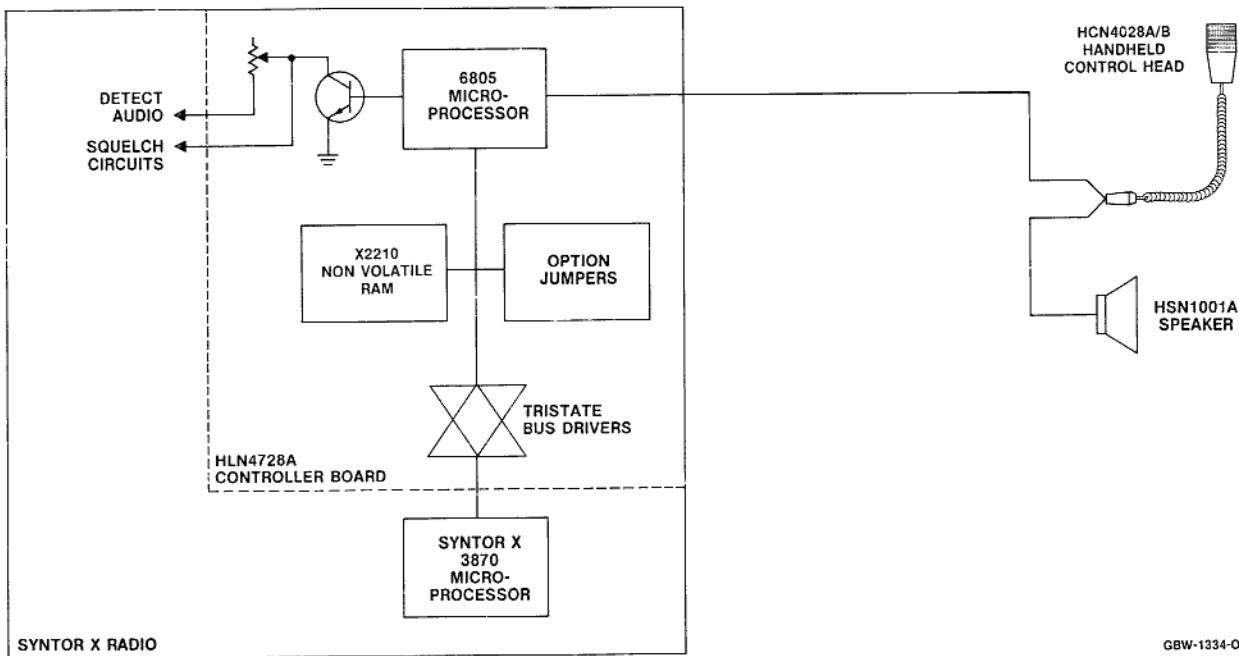 HCN4028A/B
HANDHELD
CONTROL HEAD
6805
MICRO-
PROCESSOR
DETECT
AUDIO
SQUELCH
CIRCUITS
X2210
NON VOLATILE
RAM
OPTION
JUMPERS
HSN1001A
SPEAKER
TRISTATE
BUS DRIVERS
HLN4728A
CONTROLLER BOARD
SYNTOR X
3870
MICRO-
PROCESSOR
SYNTOR X RADIO
GBW-1334-O